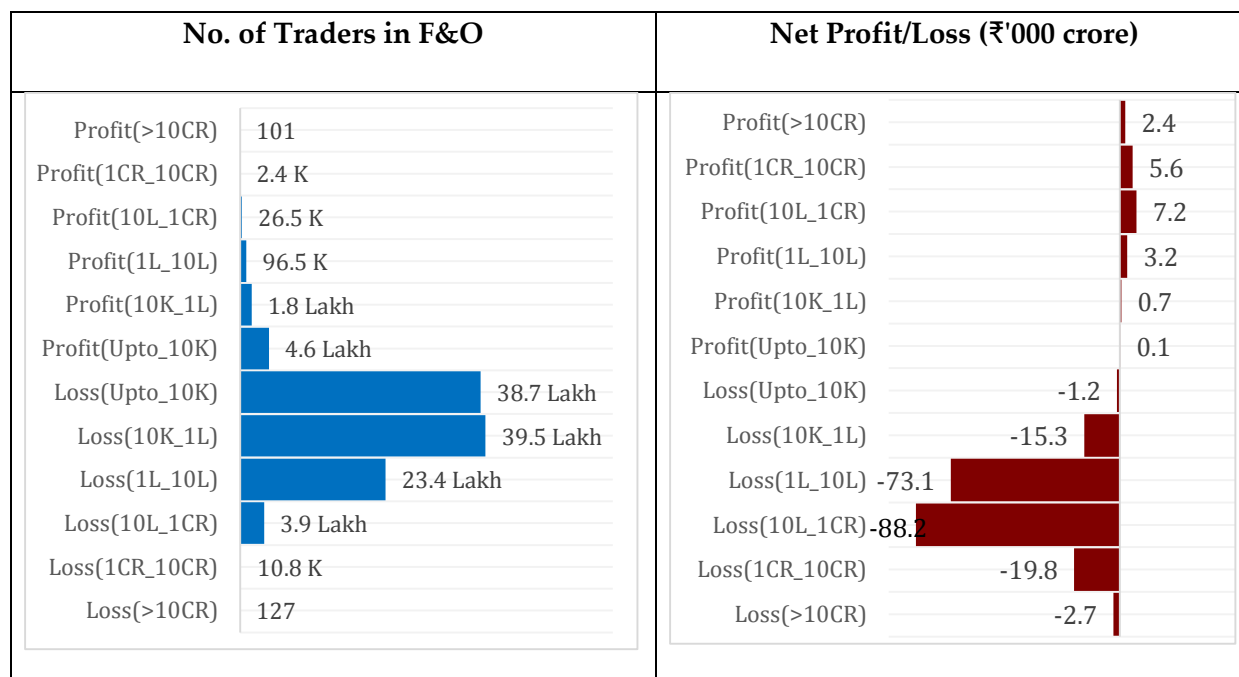 No. of Traders in F&O
Profit(>10CR) 101
Profit(1CR_10CR) 2.4 K
Profit(10L_1CR) 26.5 K
Profit(1L_10L) 96.5 K
Profit(10K_1L) 1.8 Lakh
Profit(Upto_10K) 4.6 Lakh
Loss(Upto_10K) 38.7 Lakh
Loss(10K_1L) 39.5 Lakh
Loss(1L_10L) 23.4 Lakh
Loss(10L_1CR) 3.9 Lakh
Loss(1CR_10CR) 10.8 K
Loss(>10CR) 127
Net Profit/Loss (₹'000 crore)
Profit(>10CR) 2.4
Profit(1CR_10CR) 5.6
Profit(10L_1CR) 7.2
Profit(1L_10L) 3.2
Profit(10K_1L) 0.7
Profit(Upto_10K) 0.1
Loss(Upto_10K) -1.2
Loss(10K_1L) -15.3
Loss(1L_10L) -73.1
Loss(10L_1CR) -88.2
Loss(1CR_10CR) -19.8
Loss(>10CR) -2.7